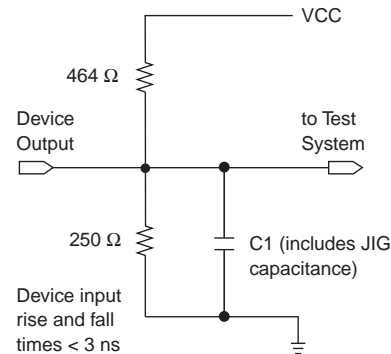 VCC
464 Ω
Device
Output
to Test
System
250 Ω
C1 (includes JIG
capacitance)
Device input
rise and fall
times < 3 ns